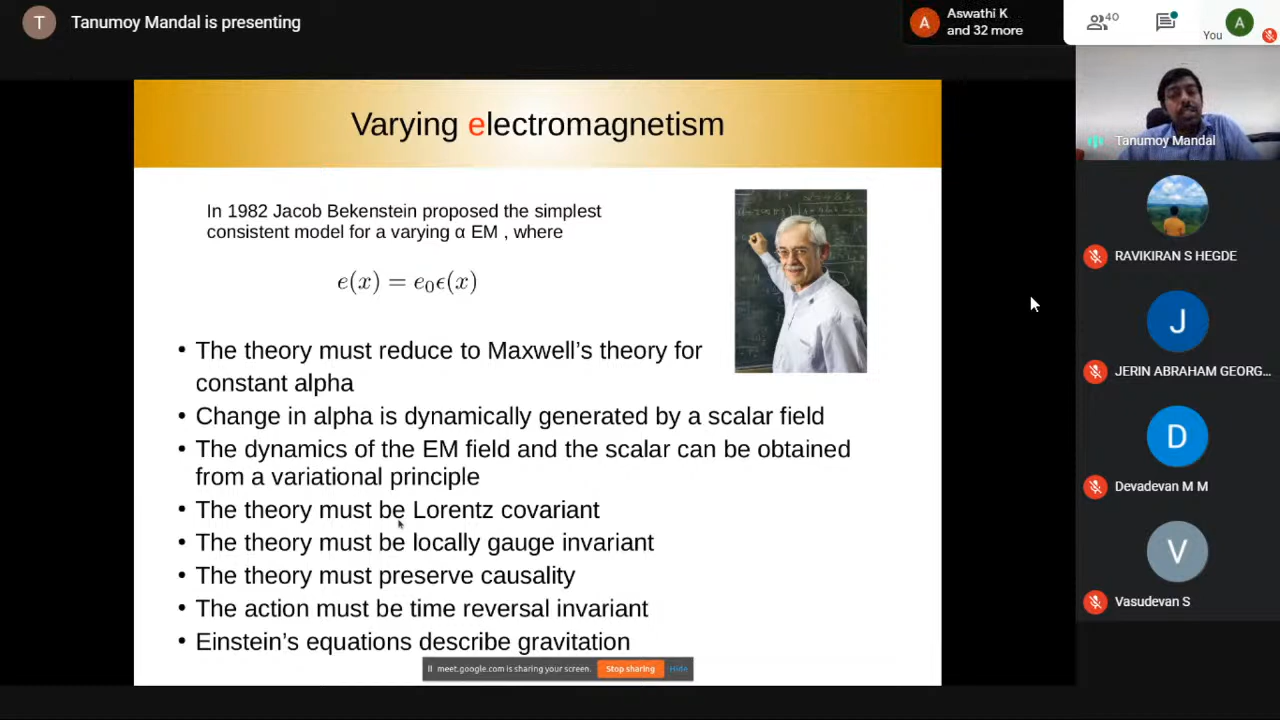 T
Tanumoy Mandal is presenting
A
Aswathi K
and 32 more
40
You
A
Varying electromagnetism
In 1982 Jacob Bekenstein proposed the simplest
consistent model for a varying α EM , where
e(x) = e₀ϵ(x)
• The theory must reduce to Maxwell's theory for
constant alpha
• Change in alpha is dynamically generated by a scalar field
• The dynamics of the EM field and the scalar can be obtained
from a variational principle
• The theory must be Lorentz covariant
• The theory must be locally gauge invariant
• The theory must preserve causality
• The action must be time reversal invariant
• Einstein's equations describe gravitation
meet.google.com is sharing your screen.
Stop sharing
Hide
Tanumoy Mandal
RAVIKIRAN S HEGDE
J
JERIN ABRAHAM GEORG...
D
Devadevan M M
V
Vasudevan S